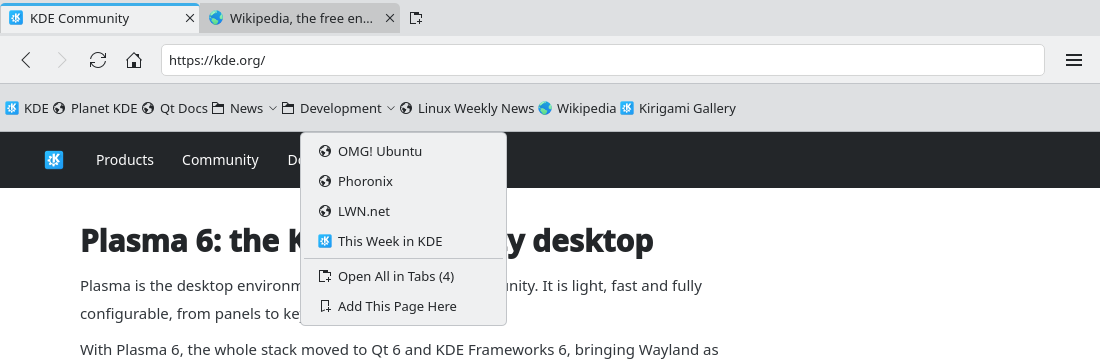 KDE Community
Wikipedia, the free en...
https://kde.org/
KDE Planet KDE Qt Docs News Development Linux Weekly News Wikipedia Kirigami Gallery
Products Community
OMG! Ubuntu
Phoronix
LWN.net
This Week in KDE
Open All in Tabs (4)
Add This Page Here
Plasma 6: the desktop
Plasma is the desktop It is light, fast and fully
configurable, from panels to
With Plasma 6, the whole stack moved to Qt 6 and KDE Frameworks 6, bringing Wayland as